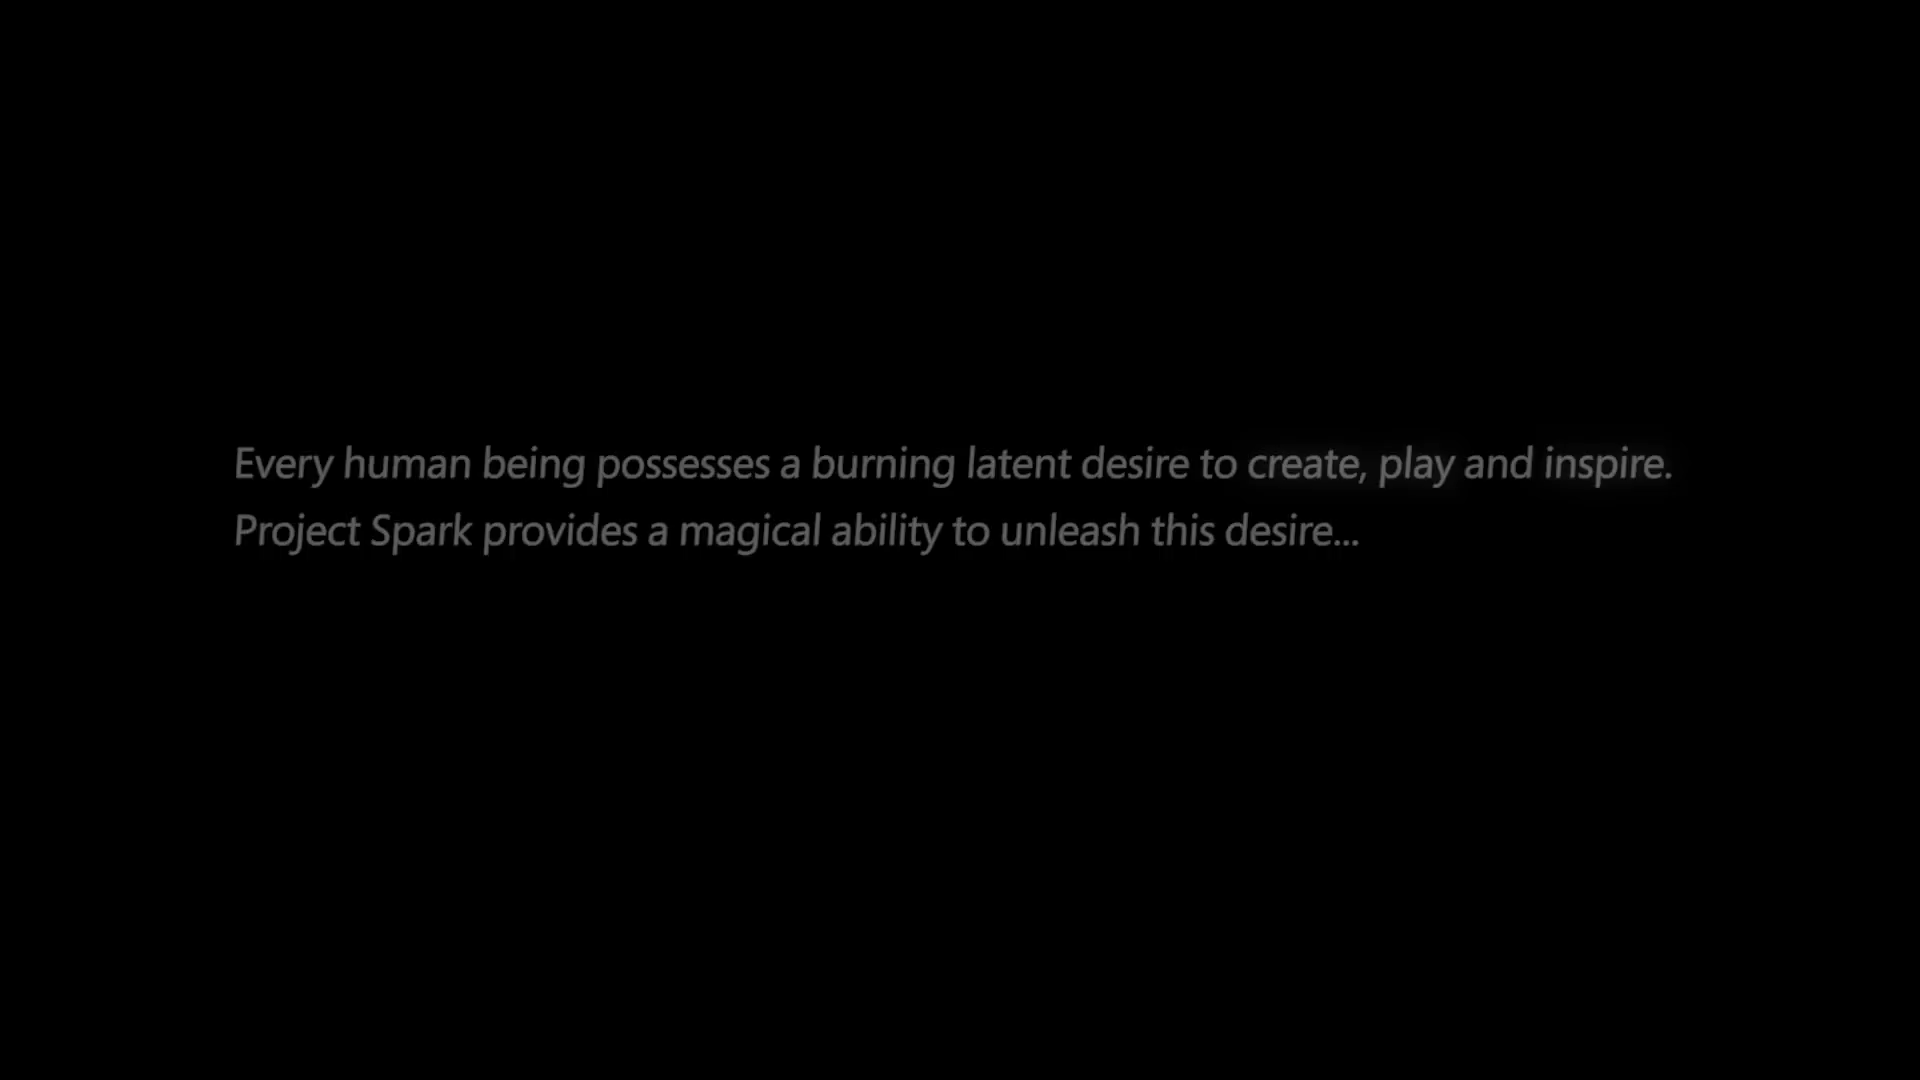 Every human being possesses a burning latent desire to create, play and inspire.
Project Spark provides a magical ability to unleash this desire...